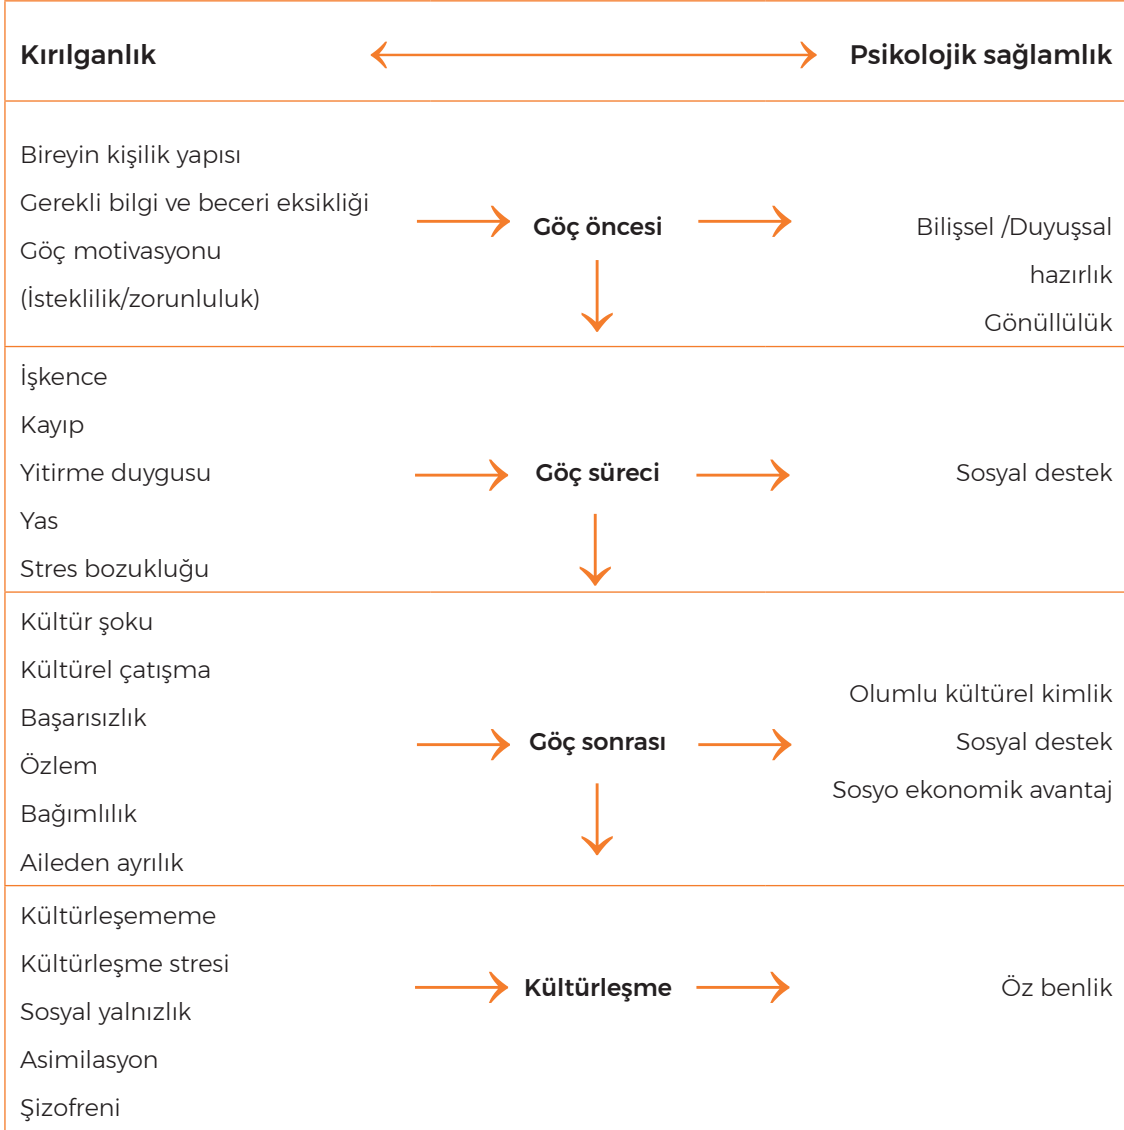 Kırılganlık
Psikolojik sağlamlık
Bireyin kişilik yapısı
Gerekli bilgi ve beceri eksikliği
Göç motivasyonu
(İsteklilik/zorunluluk)
Göç öncesi
Bilişsel /Duyuşsal
hazırlık
Gönüllülük
İşkence
Kayıp
Yitirme duygusu
Yas
Stres bozukluğu
Göç süreci
Sosyal destek
Kültür şoku
Kültürel çatışma
Başarısızlık
Özlem
Bağımlılık
Aileden ayrılık
Göç sonrası
Olumlu kültürel kimlik
Sosyal destek
Sosyo ekonomik avantaj
Kültürleşememe
Kültürleşme stresi
Sosyal yalnızlık
Asimilasyon
Şizofreni
Kültürleşme
Öz benlik